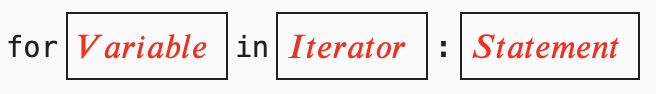 for Variable in Iterator : Statement